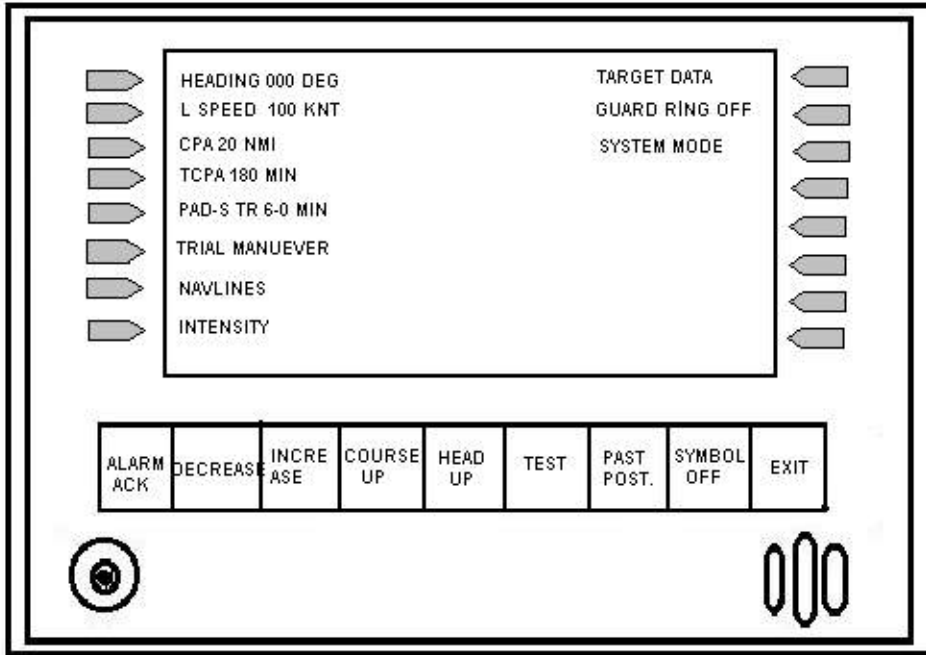 HEADING 000 DEG
L SPEED 100 KNT
CPA 20 NMI
TCPA 180 MIN
PAD-S TR 6-0 MIN
TRIAL MANUEVER
NAVLINES
INTENSITY
TARGET DATA
GUARD RING OFF
SYSTEM MODE
ALARM
ACK
DECREASE
INCRE
ASE
COURSE
UP
HEAD
UP
TEST
PAST
POST.
SYMBOL
OFF
EXIT